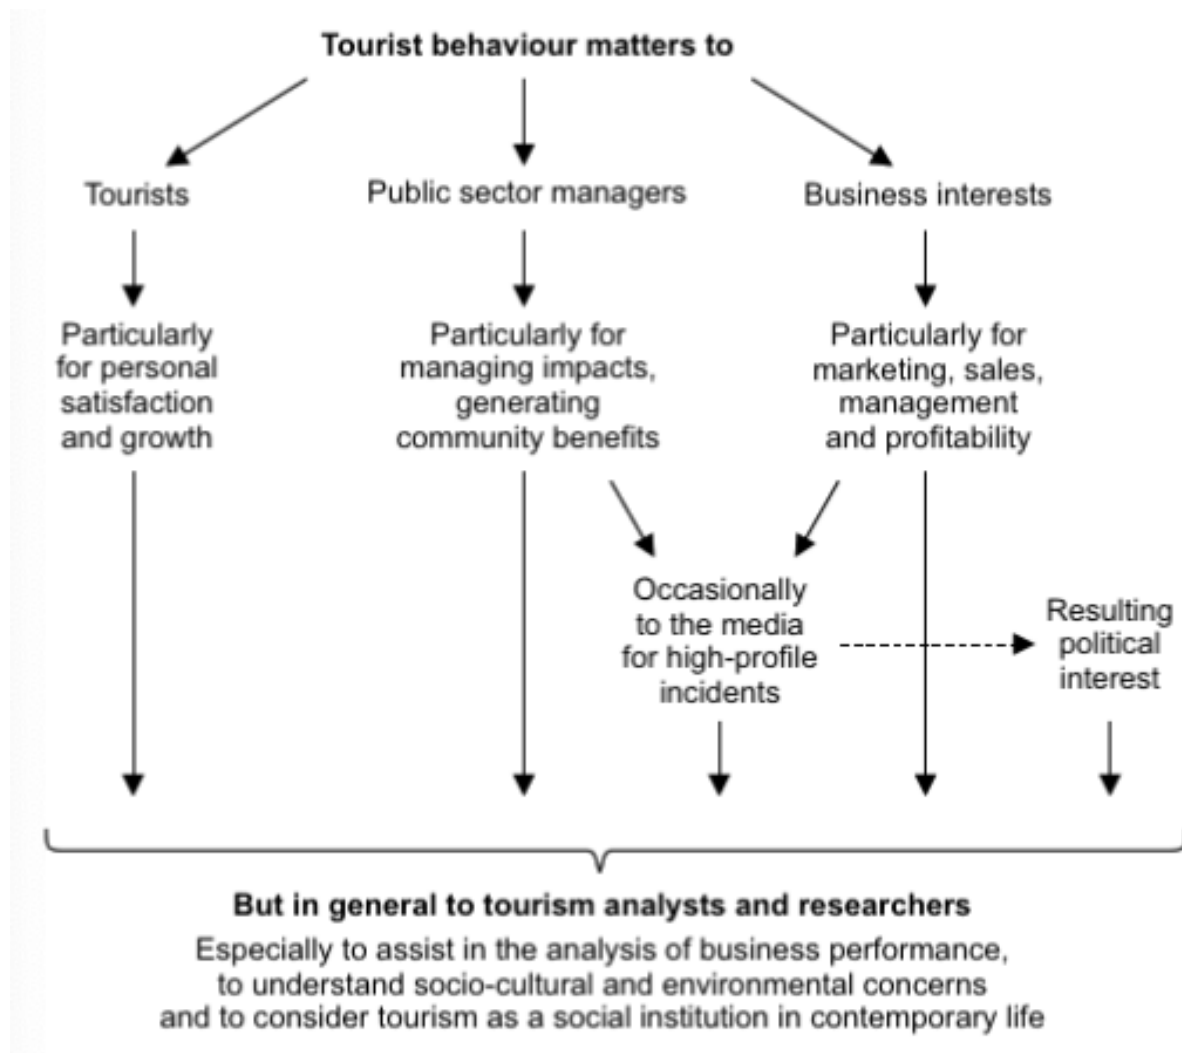 Tourist behaviour matters to
Tourists
Public sector managers
Business interests
Particularly
for personal
satisfaction
and growth
Particularly for
managing impacts,
generating
community benefits
Particularly for
marketing, sales,
management
and profitability
Occasionally
to the media
for high-profile
incidents
Resulting
political
interest
But in general to tourism analysts and researchers
Especially to assist in the analysis of business performance,
to understand socio-cultural and environmental concerns
and to consider tourism as a social institution in contemporary life